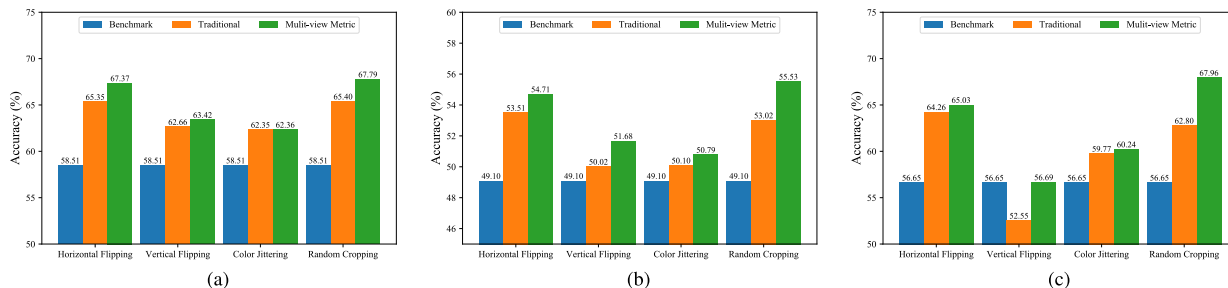 Benchmark Traditional Mulit-view Metric
Accuracy (%)
75
70
65
60
55
50
58.51 65.35 67.37
58.51 62.66 63.42
58.51 62.35 62.36
58.51 65.40 67.79
Horizontal Flipping Vertical Flipping Color Jittering Random Cropping
(a)
Benchmark Traditional Mulit-view Metric
Accuracy (%)
60
58
56
54
52
50
48
46
49.10 53.51 54.71
49.10 50.02 51.68
49.10 50.10 50.79
49.10 53.02 55.53
Horizontal Flipping Vertical Flipping Color Jittering Random Cropping
(b)
Benchmark Traditional Mulit-view Metric
Accuracy (%)
75
70
65
60
55
50
56.65 64.26 65.03
56.65 52.55 56.69
56.65 59.77 60.24
56.65 62.80 67.96
Horizontal Flipping Vertical Flipping Color Jittering Random Cropping
(c)